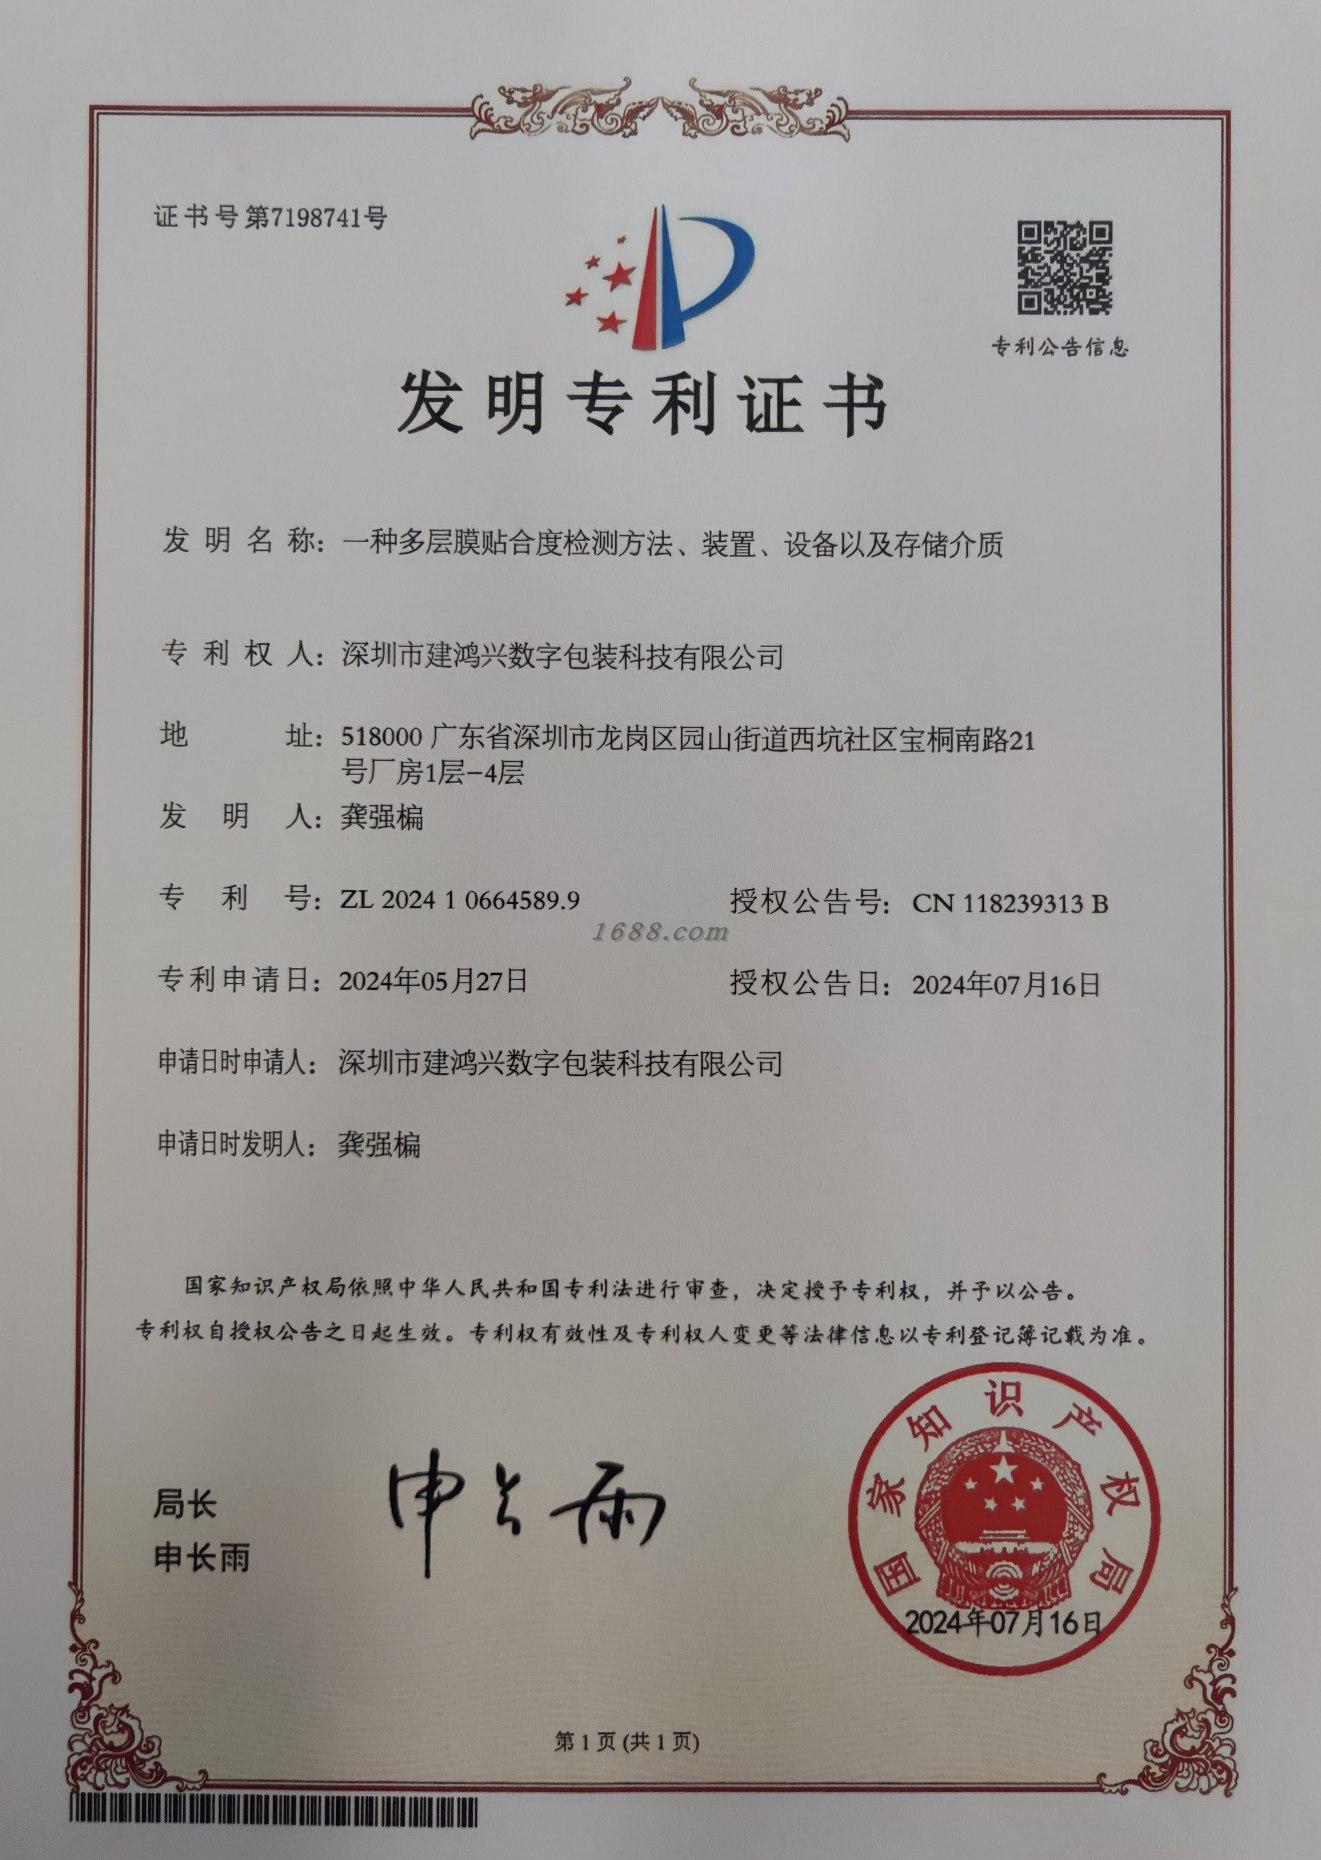 证书号第7198741号
专利公告信息
发明专利证书
发明名称：一种多层膜贴合度检测方法、装置、设备以及存储介质
专利权人：深圳市建鸿兴数字包装科技有限公司
地址：518000 广东省深圳市龙岗区园山街道西坑社区宝桐南路21
号厂房1层-4层
发明人：龚强楄
专利号：ZL 2024 1 0664589.9 授权公告号：CN 118239313 B
1688.com
专利申请日：2024年05月27日 授权公告日：2024年07月16日
申请日时申请人：深圳市建鸿兴数字包装科技有限公司
申请日时发明人：龚强楄
国家知识产权局依照中华人民共和国专利法进行审查，决定授予专利权，并予以公告。
专利权自授权公告之日起生效。专利权有效性及专利权人变更等法律信息以专利登记簿记载为准。
局长
申长雨
申长雨
国家知识产权局
2024年07月16日
第1页(共1页)